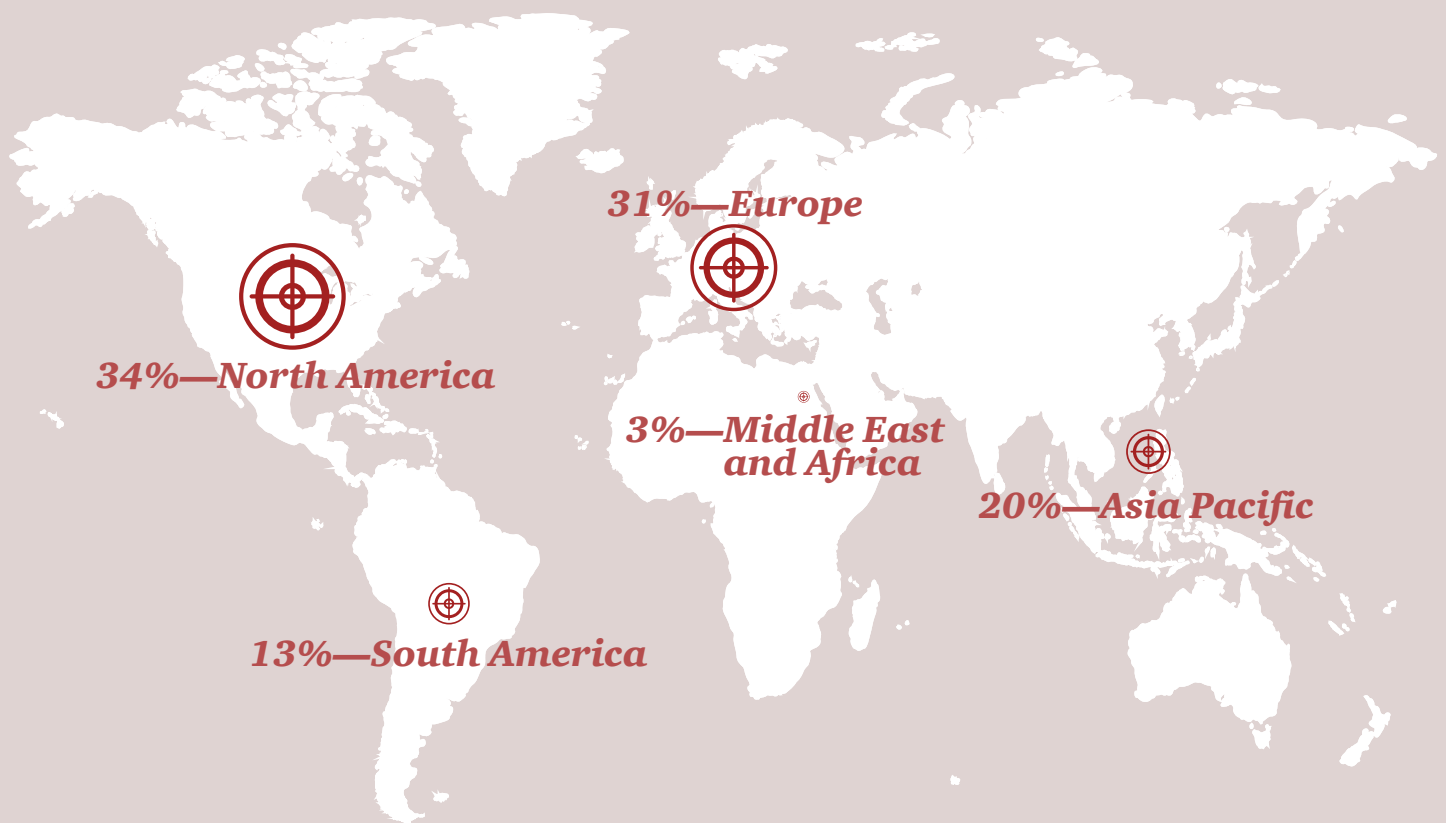 31%—Europe
34%—North America
3%—Middle East
and Africa
20%—Asia Pacific
13%—South America